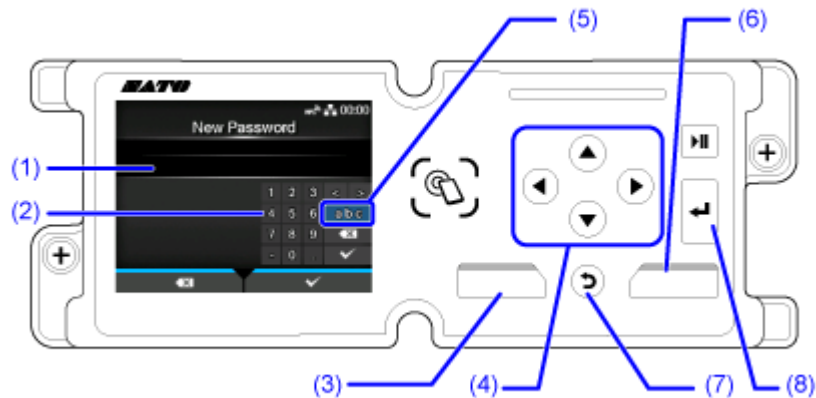 (5)
(6)
SATO
00:00
New Password
(1)
(2)
1 2 3 < >
4 5 6 abc
7 8 9
- 0 .
(3)
(4)
(7)
(8)